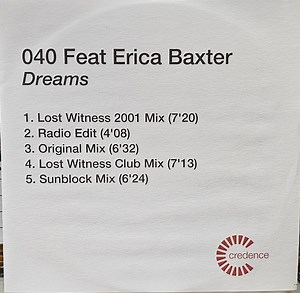 040 Feat Erica Baxter
Dreams
1. Lost Witness 2001 Mix (7'20)
2. Radio Edit (4'08)
3. Original Mix (6'32)
4. Lost Witness Club Mix (7'13)
5. Sunblock Mix (6'24)
credence